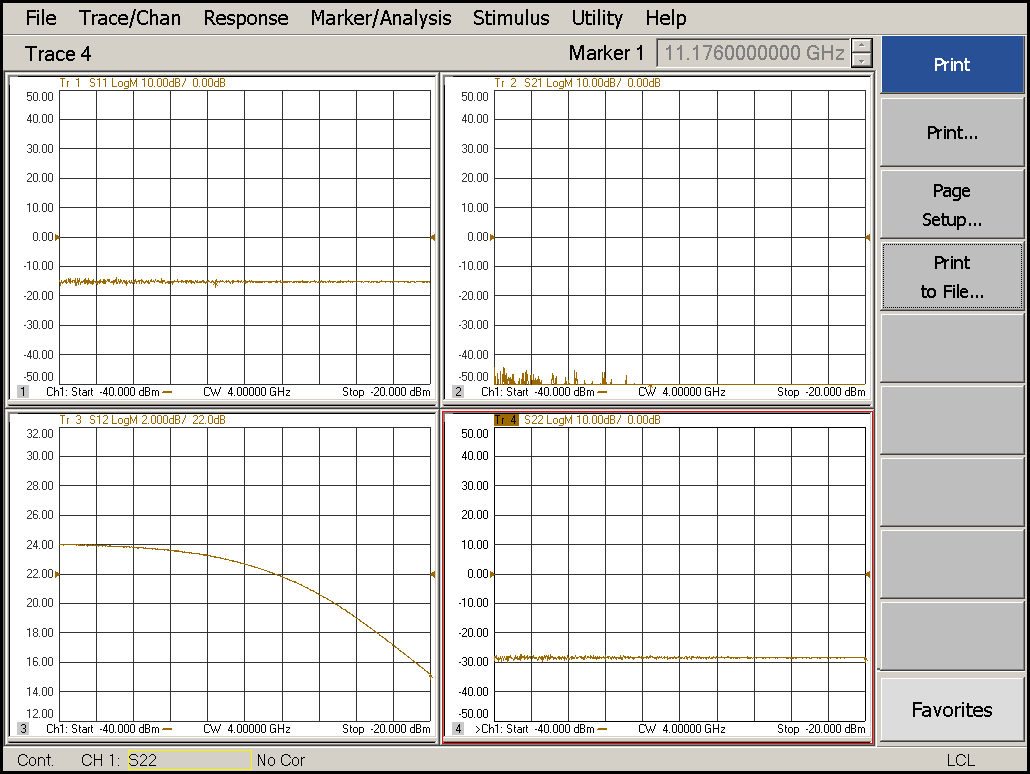 File Trace/Chan Response Marker/Analysis Stimulus Utility Help
Trace 4 Marker 1 11.1760000000 GHz
Tr 1 S11 LogM 10.00dB/ 0.00dB
50.00
40.00
30.00
20.00
10.00
0.00
-10.00
-20.00
-30.00
-40.00
-50.00
1 Ch1: Start -40.000 dBm CW 4.00000 GHz Stop -20.000 dBm
Tr 2 S21 LogM 10.00dB/ 0.00dB
50.00
40.00
30.00
20.00
10.00
0.00
-10.00
-20.00
-30.00
-40.00
-50.00
2 Ch1: Start -40.000 dBm CW 4.00000 GHz Stop -20.000 dBm
Tr 3 S12 LogM 2.000dB/ 22.0dB
32.00
30.00
28.00
26.00
24.00
22.00
20.00
18.00
16.00
14.00
12.00
3 Ch1: Start -40.000 dBm CW 4.00000 GHz Stop -20.000 dBm
Tr 4 S22 LogM 10.00dB/ 0.00dB
50.00
40.00
30.00
20.00
10.00
0.00
-10.00
-20.00
-30.00
-40.00
-50.00
4 >Ch1: Start -40.000 dBm CW 4.00000 GHz Stop -20.000 dBm
Print
Print...
Page
Setup...
Print
to File...
Favorites
Cont. CH 1: S22 No Cor LCL